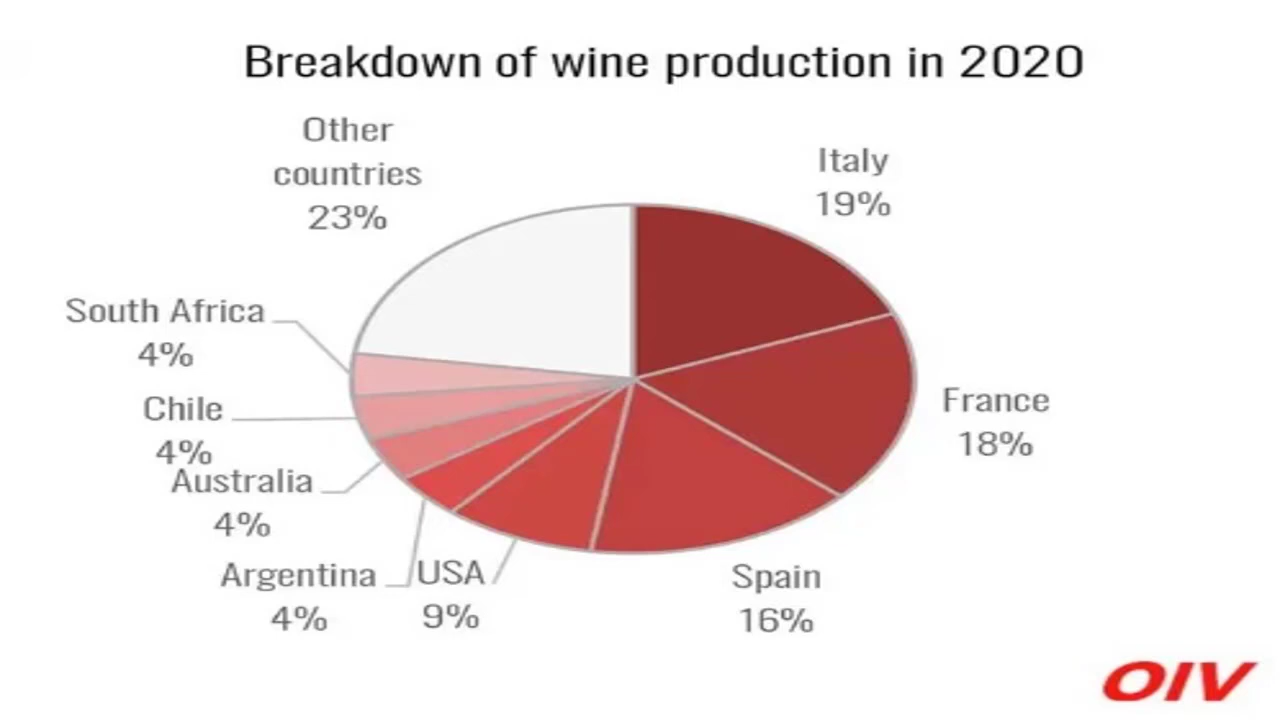 Breakdown of wine production in 2020
Other
countries
23%
Italy
19%
South Africa
4%
Chile
4%
France
18%
Australia
4%
Argentina
4%
USA
9%
Spain
16%
OIV